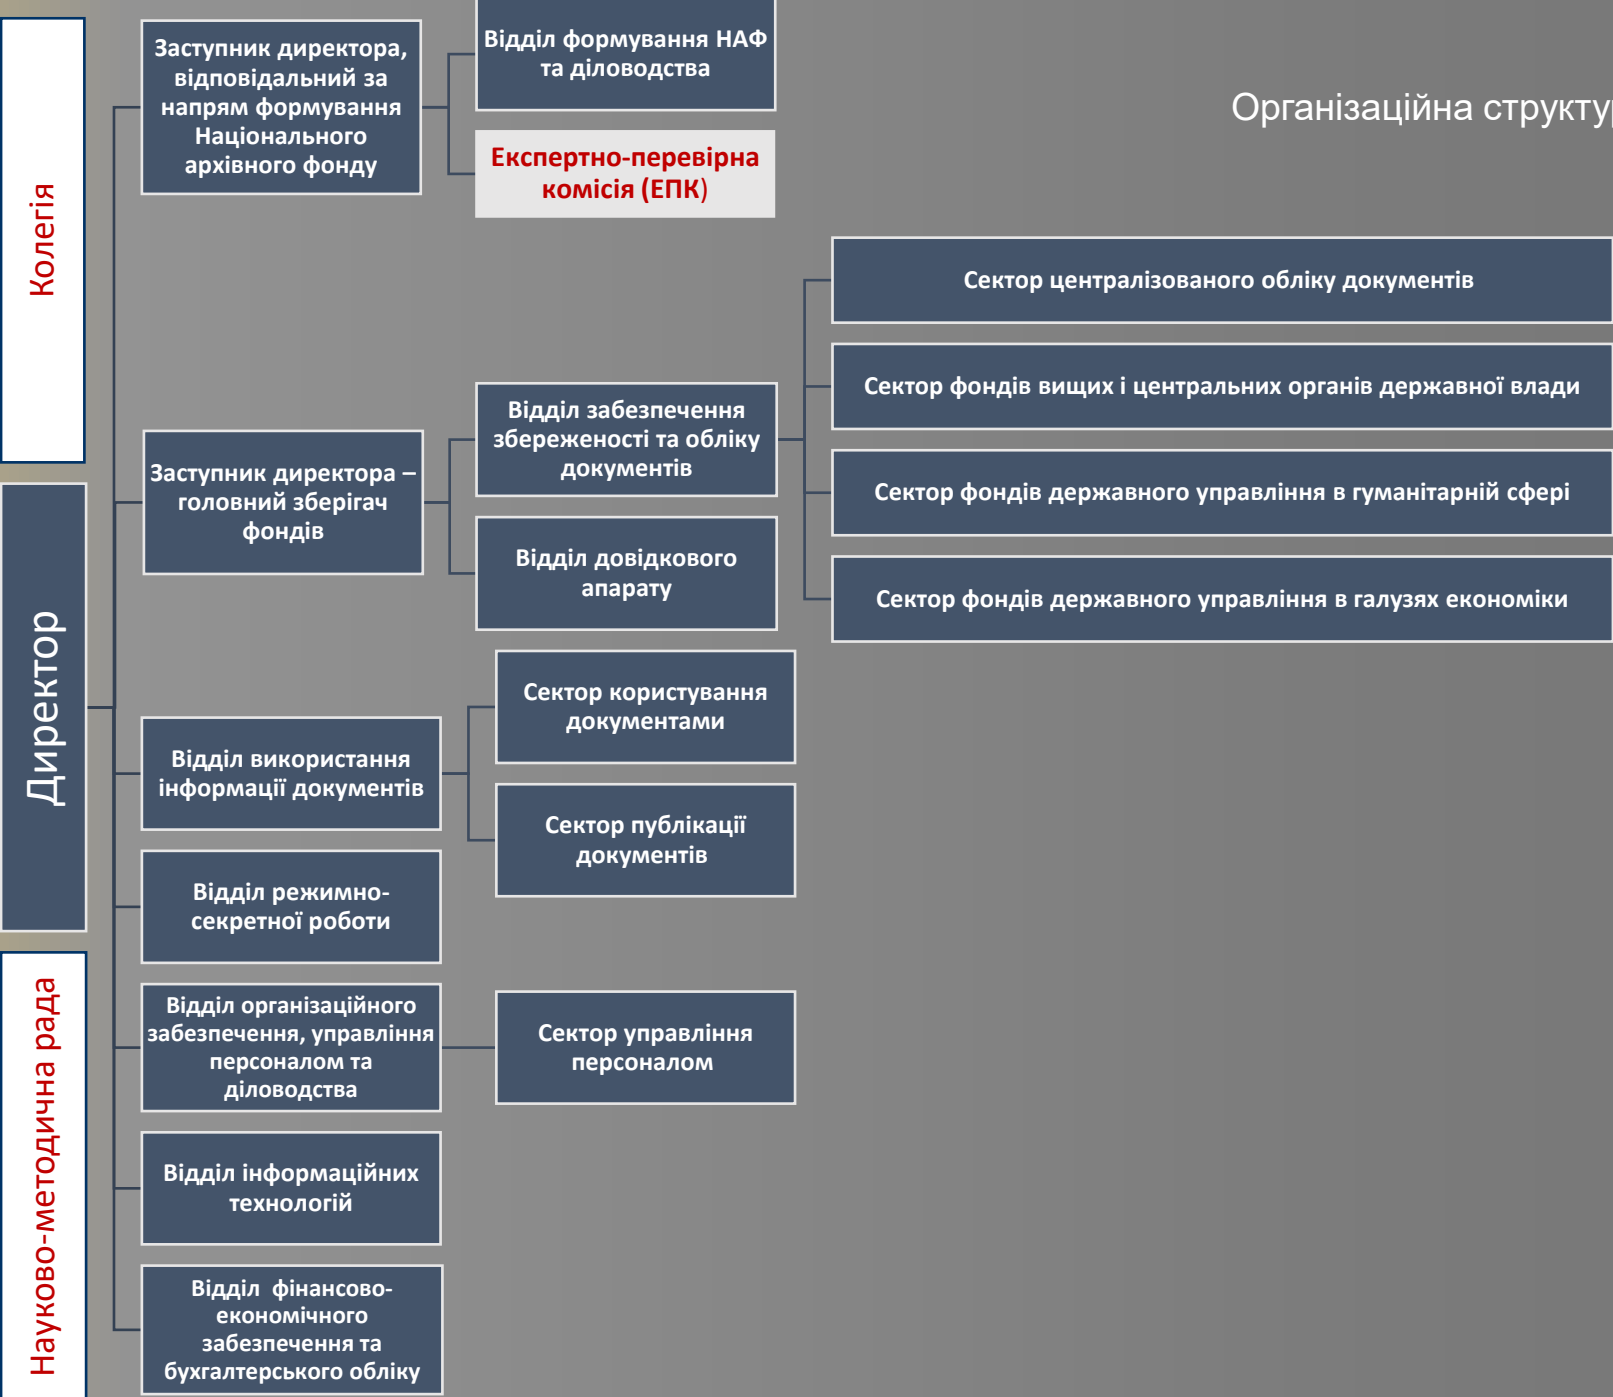 Колегія
Директор
Науково-методична рада
Заступник директора,
відповідальний за
напрям формування
Національного
архівного фонду
Відділ формування НАФ
та діловодства
Експертно-перевірна
комісія (ЕПК)
Організаційна структу
Заступник директора –
головний зберігач
фондів
Відділ забезпечення
збереженості та обліку
документів
Відділ довідкового
апарату
Сектор централізованого обліку документів
Сектор фондів вищих і центральних органів державної влади
Сектор фондів державного управління в гуманітарній сфері
Сектор фондів державного управління в галузях економіки
Відділ використання
інформації документів
Сектор користування
документами
Сектор публікації
документів
Відділ режимно-
секретної роботи
Відділ організаційного
забезпечення, управління
персоналом та
діловодства
Сектор управління
персоналом
Відділ інформаційних
технологій
Відділ фінансово-
економічного
забезпечення та
бухгалтерського обліку